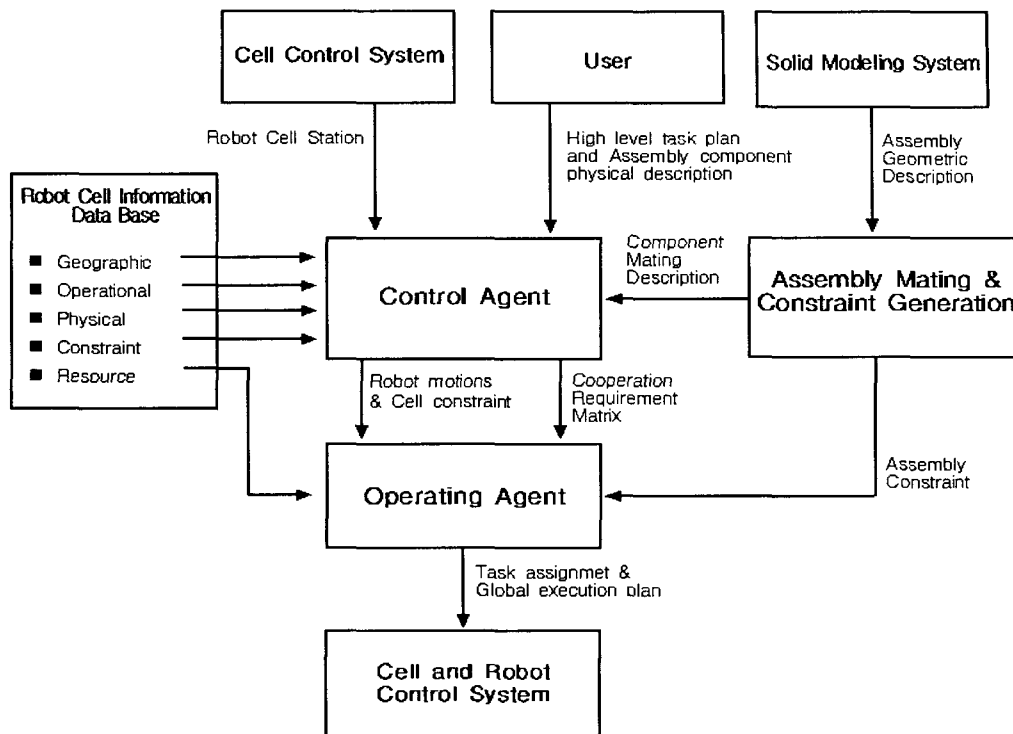 Cell Control System
User
Solid Modeling System
Robot Cell Station
High level task plan
and Assembly component
physical description
Assembly
Geometric
Description
Robot Cell Information
Data Base
■ Geographic
■ Operational
■ Physical
■ Constraint
■ Resource
Control Agent
Component
Mating
Description
Assembly Mating &
Constraint Generation
Robot motions
& Cell constraint
Cooperation
Requirement
Matrix
Operating Agent
Assembly
Constraint
Task assignmet &
Global execution plan
Cell and Robot
Control System